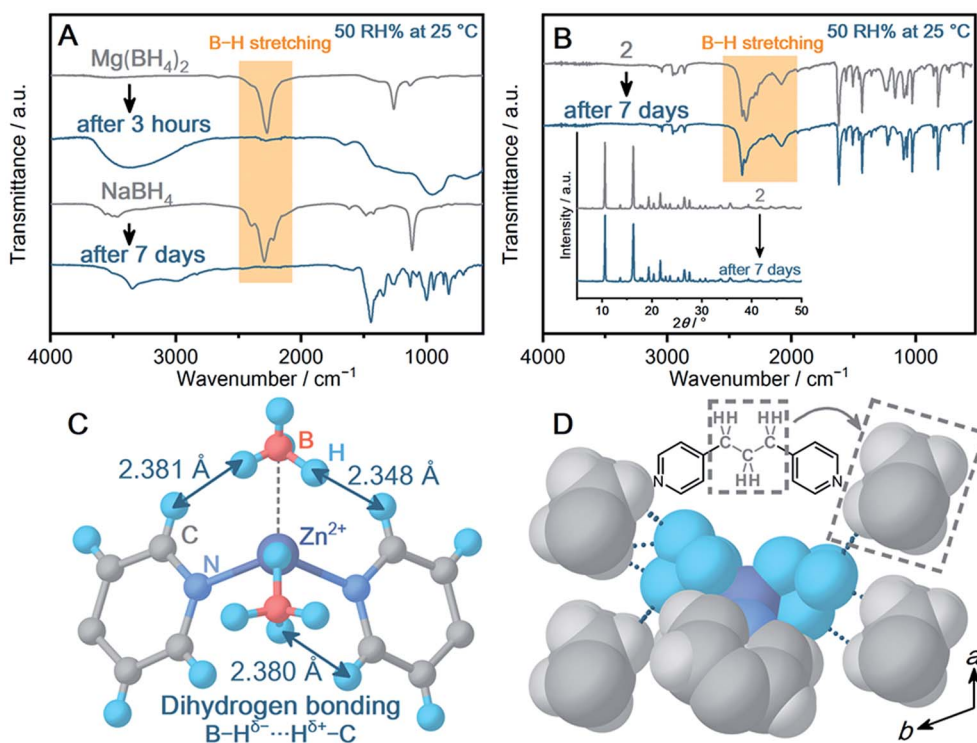 A
50 RH% at 25 °C
B–H stretching
Mg(BH₄)₂
after 3 hours
NaBH₄
after 7 days
Transmittance / a.u.
4000 3000 2000 1000
Wavenumber / cm⁻¹
B
50 RH% at 25 °C
B–H stretching
2
after 7 days
Transmittance / a.u.
Intensity / a.u.
2
after 7 days
10 20 30 40 50
2θ / °
4000 3000 2000 1000
Wavenumber / cm⁻¹
C
B
H
2.381 Å
2.348 Å
C
Zn²⁺
N
2.380 Å
Dihydrogen bonding
B–Hᵟ⁻···Hᵟ⁺–C
D
HH HH
C C
C
HH
N N
a
b